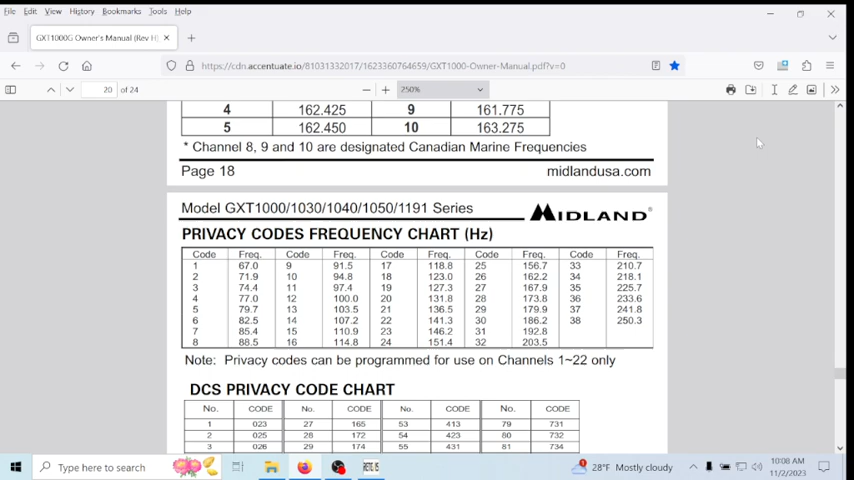 File Edit View History Bookmarks Tools Help
GXT1000G Owner's Manual (Rev H)
https://cdn.accentuate.io/81031332017/1623360764659/GXT1000-Owner-Manual.pdf?v=0
20 of 24
250%
4 162.425 9 161.775
5 162.450 10 163.275
* Channel 8, 9 and 10 are designated Canadian Marine Frequencies
Page 18 midlandusa.com
Model GXT1000/1030/1040/1050/1191 Series MIDLAND
PRIVACY CODES FREQUENCY CHART (Hz)
Code Freq. Code Freq. Code Freq. Code Freq. Code Freq.
1 67.0 9 91.5 17 118.8 25 156.7 33 210.7
2 71.9 10 94.8 18 123.0 26 162.2 34 218.1
3 74.4 11 97.4 19 127.3 27 167.9 35 225.7
4 77.0 12 100.0 20 131.8 28 173.8 36 233.6
5 79.7 13 103.5 21 136.5 29 179.9 37 241.8
6 82.5 14 107.2 22 141.3 30 186.2 38 250.3
7 85.4 15 110.9 23 146.2 31 192.8
8 88.5 16 114.8 24 151.4 32 203.5
Note: Privacy codes can be programmed for use on Channels 1~22 only
DCS PRIVACY CODE CHART
No. CODE No. CODE No. CODE No. CODE
1 023 27 165 53 413 79 731
2 025 28 172 54 423 80 732
3 026 29 174 55 431 81 734
Type here to search
28°F Mostly cloudy
10:08 AM
11/2/2023